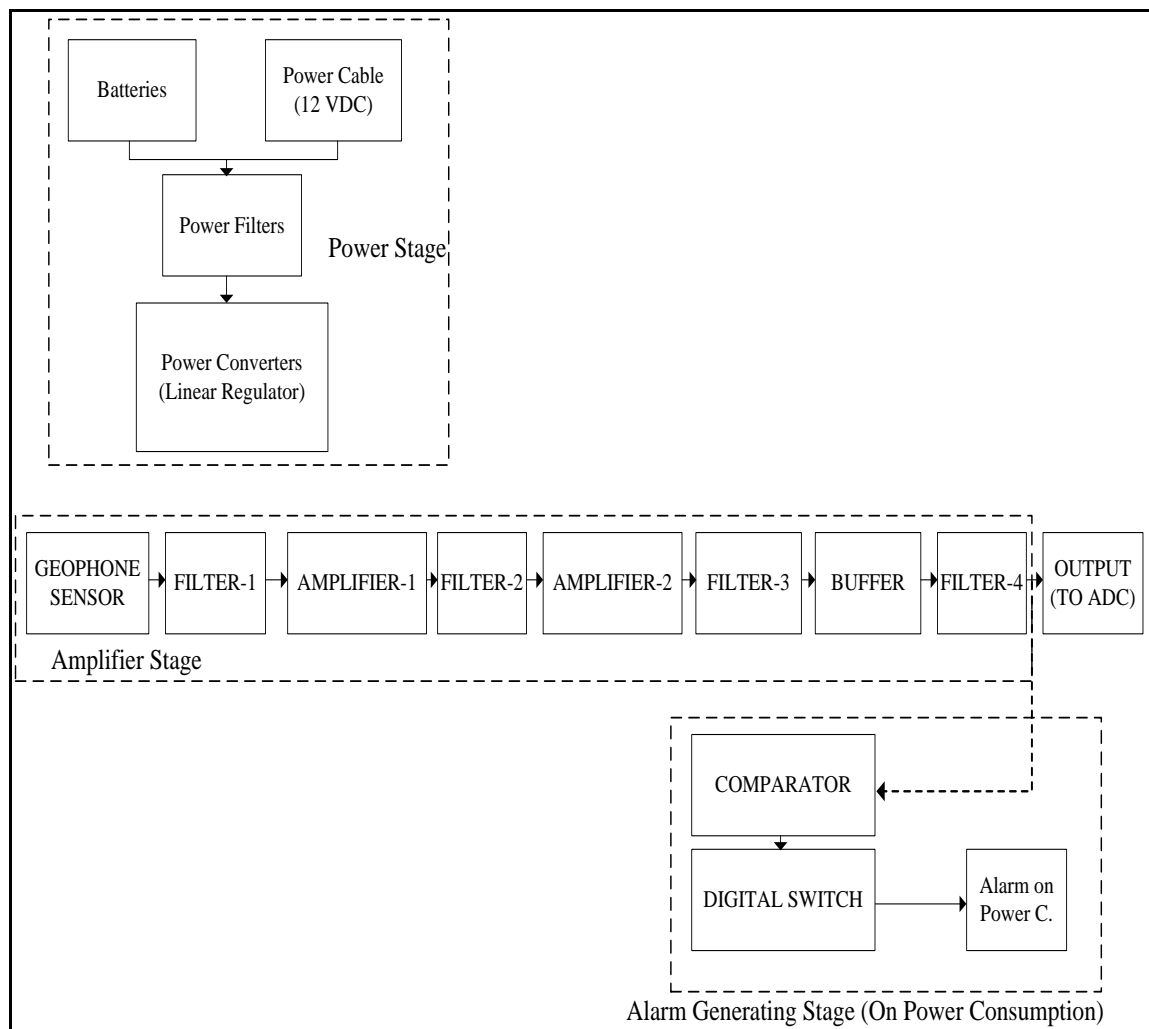 Batteries
Power Cable
(12 VDC)
Power Filters
Power Stage
Power Converters
(Linear Regulator)
GEOPHONE
SENSOR
FILTER-1
AMPLIFIER-1
FILTER-2
AMPLIFIER-2
FILTER-3
BUFFER
FILTER-4
OUTPUT
(TO ADC)
Amplifier Stage
COMPARATOR
DIGITAL SWITCH
Alarm on
Power C.
Alarm Generating Stage (On Power Consumption)